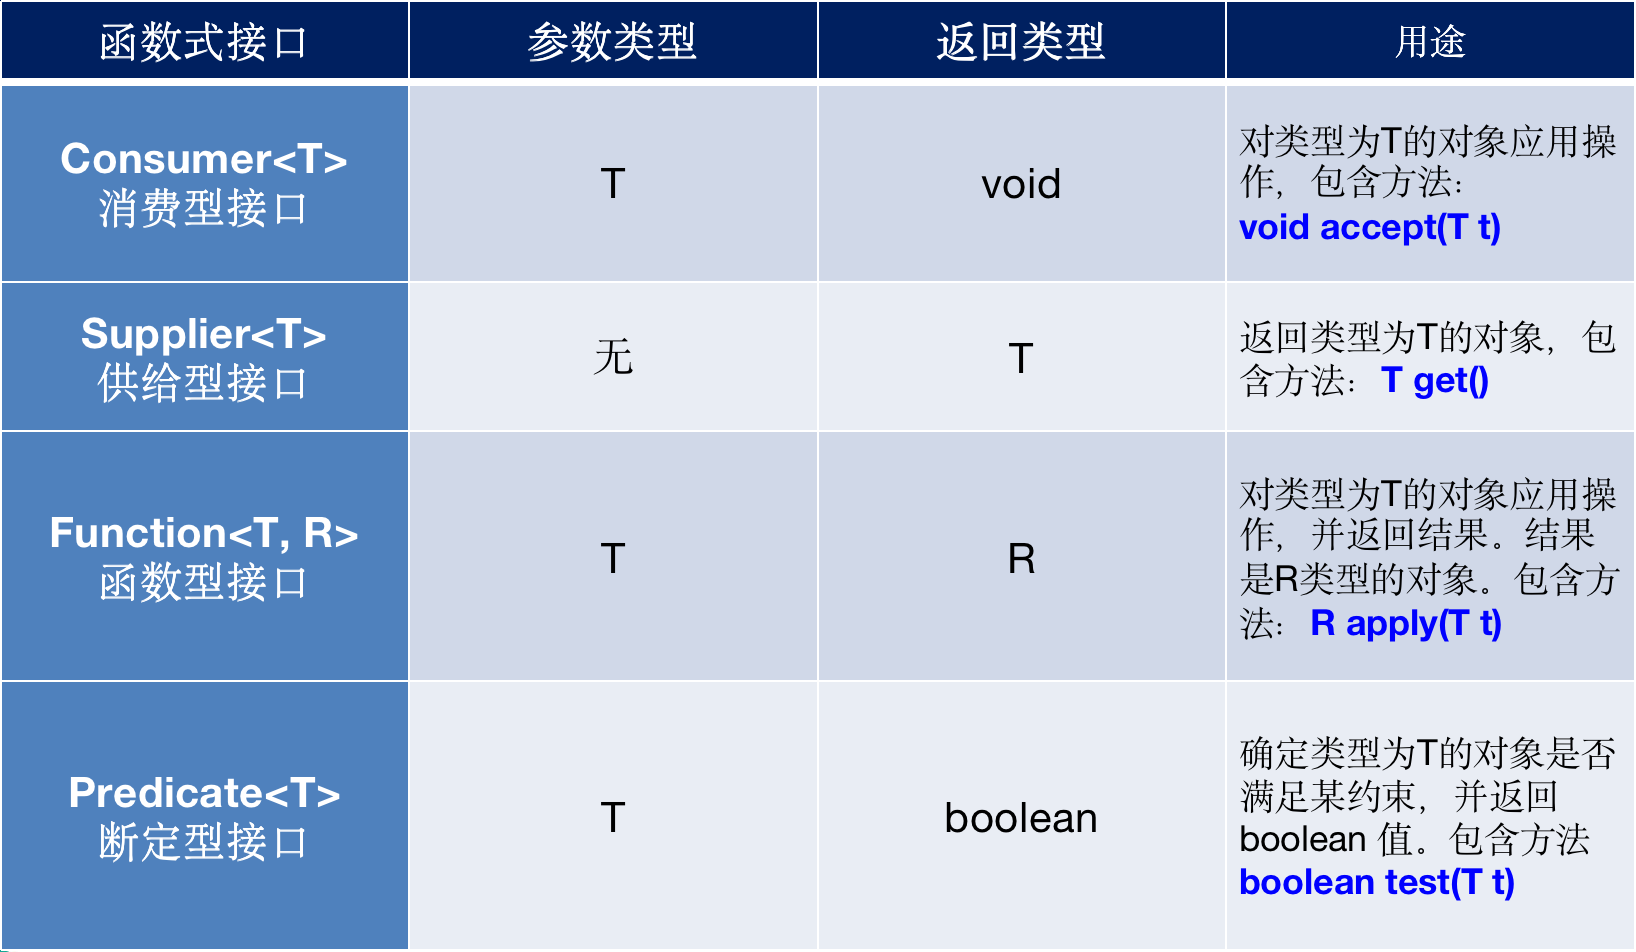 函数式接口
参数类型
返回类型
用途
Consumer<T>
消费型接口
T
void
对类型为T的对象应用操
作，包含方法：
void accept(T t)
Supplier<T>
供给型接口
无
T
返回类型为T的对象，包
含方法：T get()
Function<T, R>
函数型接口
T
R
对类型为T的对象应用操
作，并返回结果。结果
是R类型的对象。包含方
法：R apply(T t)
Predicate<T>
断定型接口
T
boolean
确定类型为T的对象是否
满足某约束，并返回
boolean 值。包含方法
boolean test(T t)